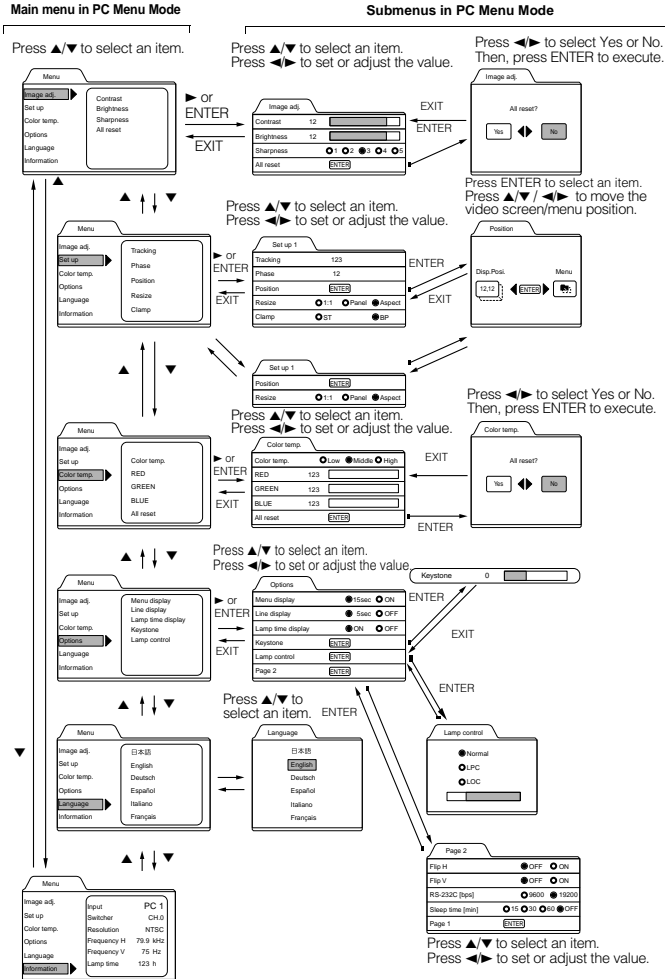 Main menu in PC Menu Mode
Submenus in PC Menu Mode
Press ▲/▼ to select an item.
Press ▲/▼ to select an item.
Press ◄/► to set or adjust the value.
Press ◄/► to select Yes or No.
Then, press ENTER to execute.
Menu
Image adj.
Set up
Color temp.
Options
Language
Information
Contrast
Brightness
Sharpness
All reset
► or
ENTER
EXIT
Image adj.
Contrast 12
Brightness 12
Sharpness 1 2 3 4 5
All reset ENTER
EXIT
ENTER
Image adj.
All reset?
Yes ◄► No
▲
▲ ▼
Press ENTER to select an item.
Press ▲/▼ / ◄/► to move the
video screen/menu position.
Press ▲/▼ to select an item.
Press ◄/► to set or adjust the value.
Menu
Image adj.
Set up
Color temp.
Options
Language
Information
Tracking
Phase
Position
Resize
Clamp
► or
ENTER
EXIT
Set up 1
Tracking 123
Phase 12
Position ENTER
Resize 1:1 Panel Aspect
Clamp ST BP
ENTER
EXIT
Position
Disp.Posi. Menu
12,12 ◄ ENTER ►
▲ ▼
Set up 1
Position ENTER
Resize 1:1 Panel Aspect
Press ▲/▼ to select an item.
Press ◄/► to set or adjust the value.
Press ◄/► to select Yes or No.
Then, press ENTER to execute.
Menu
Image adj.
Set up
Color temp.
Options
Language
Information
Color temp.
RED
GREEN
BLUE
All reset
► or
ENTER
EXIT
Color temp.
Color temp. Low Middle High
RED 123
GREEN 123
BLUE 123
All reset ENTER
EXIT
ENTER
Color temp.
All reset?
Yes ◄► No
▲ ▼
Press ▲/▼ to select an item.
Press ◄/► to set or adjust the value.
Menu
Image adj.
Set up
Color temp.
Options
Language
Information
Menu display
Line display
Lamp time display
Keystone
Lamp control
► or
ENTER
EXIT
Options
Menu display 15sec ON
Line display 5sec OFF
Lamp time display ON OFF
Keystone ENTER
Lamp control ENTER
Page 2 ENTER
Keystone 0
ENTER
EXIT
ENTER
▲ ▼
Press ▲/▼ to
select an item.
ENTER
Menu
Image adj.
Set up
Color temp.
Options
Language
Information
日本語
English
Deutsch
Español
Italiano
Français
Language
日本語
English
Deutsch
Español
Italiano
Français
Lamp control
Normal
LPC
LOC
▼
▲ ▼
Menu
Image adj.
Set up
Color temp.
Options
Language
Information
Input PC 1
Switcher CH.0
Resolution NTSC
Frequency H 79.9 kHz
Frequency V 75 Hz
Lamp time 123 h
Page 2
Flip H OFF ON
Flip V OFF ON
RS-232C [bps] 9600 19200
Sleep time [min] 15 30 60 OFF
Page 1 ENTER
Press ▲/▼ to select an item.
Press ◄/► to set or adjust the value.